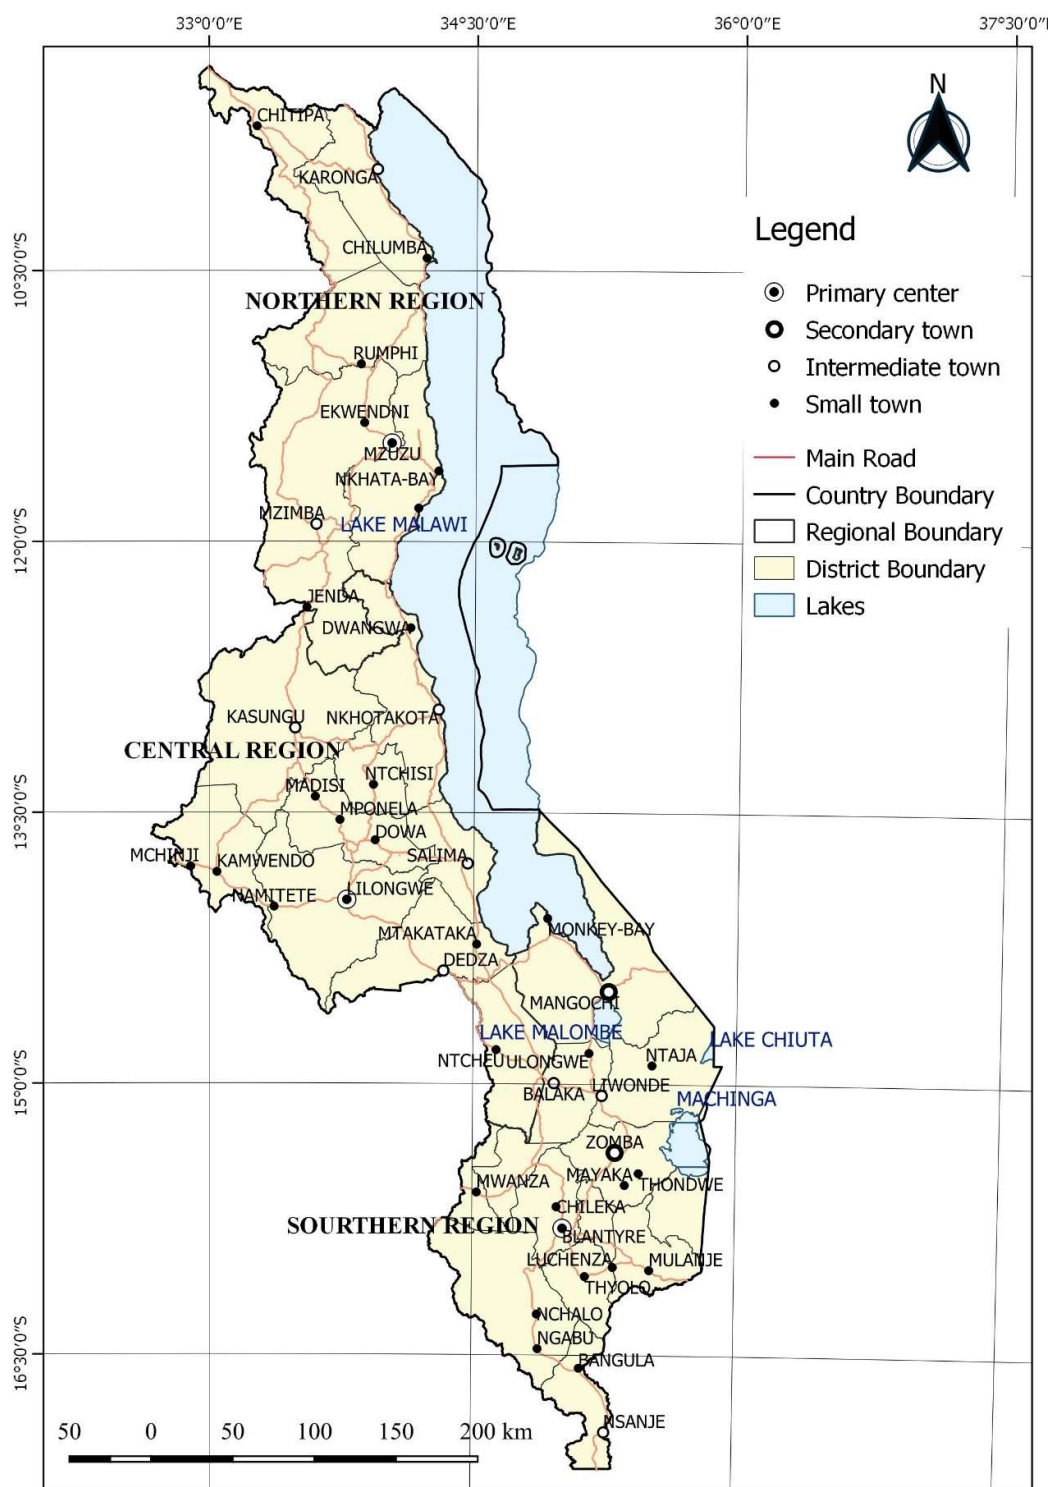 33°0'0"E
34°30'0"E
36°0'0"E
37°30'0"E
N
CHITIPA
KARONGA
CHILUMBA
10°30'0"S
NORTHERN REGION
RUMPHI
EKWENDNI
MZUZU
NKHATA-BAY
MZIMBA
LAKE MALAWI
12°0'0"S
JENDA
DWANGWA
KASUNGU
NKHOTAKOTA
CENTRAL REGION
NTCHISI
MADISI
MPONELA
13°30'0"S
DOWA
MCHINJI
KAMWENDO
SALIMA
NAMITETE
LILONGWE
MTAKATAKA
MONKEY-BAY
DEDZA
MANGOCHI
LAKE MALOMBE
LAKE CHIUTA
NTCHEU
ULONGWE
NTAJA
15°0'0"S
BALAKA
LIWONDE
MACHINGA
ZOMBA
MAYAKA
THONDWE
MWANZA
CHILEKA
SOURTHERN REGION
BLANTYRE
LUCHENZA
MULANJE
THYOLO
NCHALO
NGABU
16°30'0"S
BANGULA
NSANJE
50 0 50 100 150 200 km
Legend
Primary center
Secondary town
Intermediate town
Small town
Main Road
Country Boundary
Regional Boundary
District Boundary
Lakes